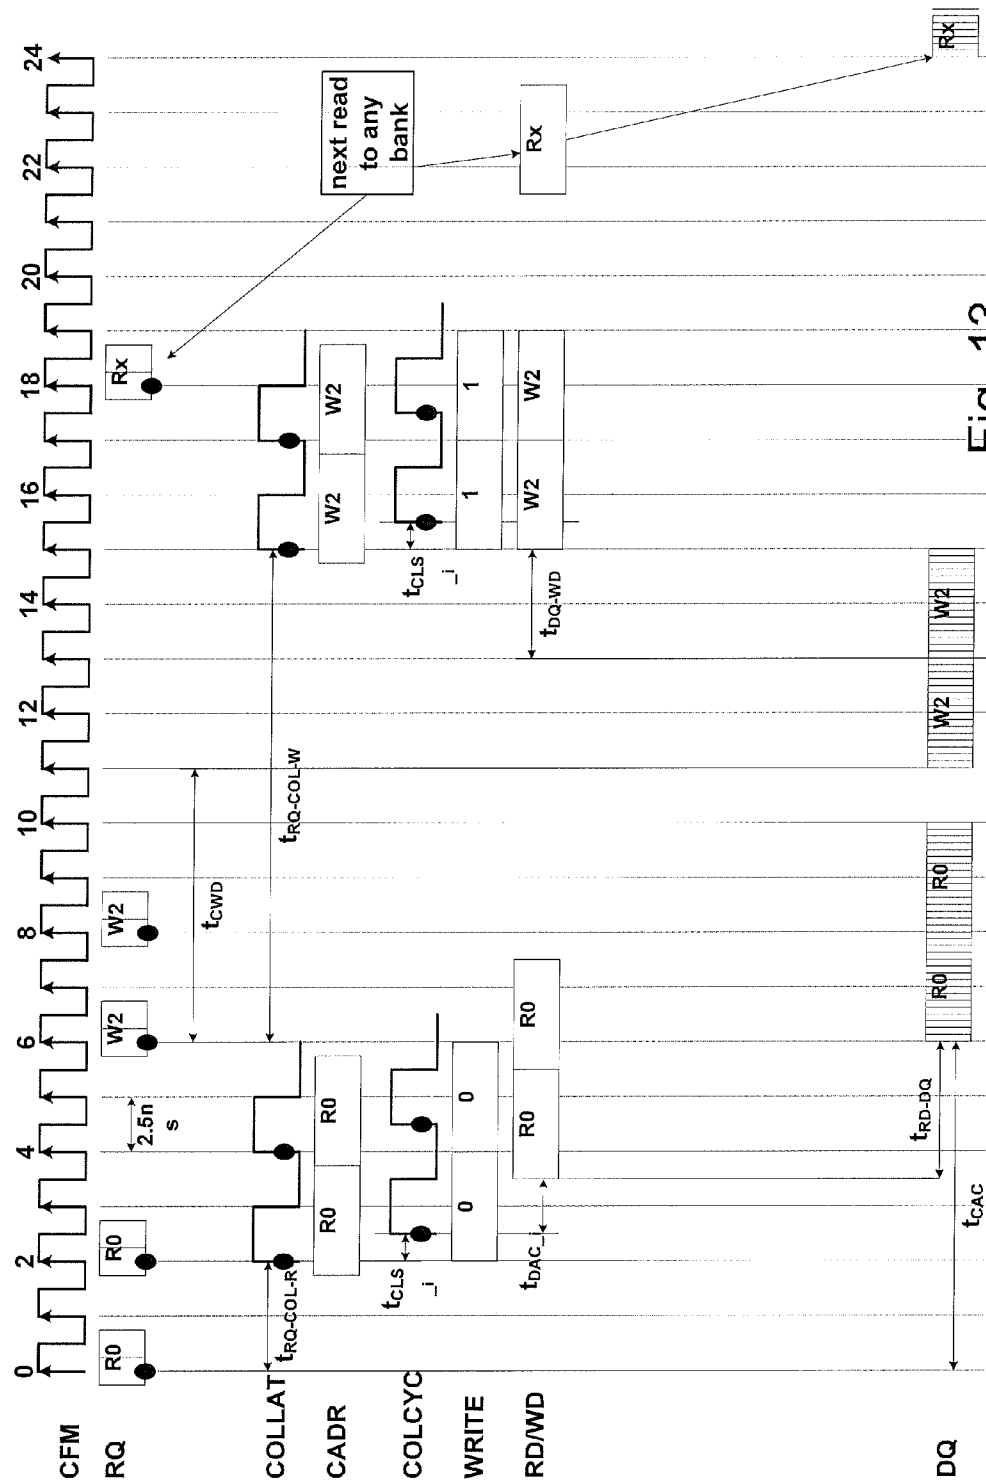 0 2 4 6 8 10 12 14 16 18 20 22 24
CFM
RQ R0 R0 W2 W2 Rx
2.5n
s
tCWD
next read
to any
bank
COLLAT tRQ-COL-R tRQ-COL-W
CADR R0 R0 W2 W2
COLCYC tCLS
_i
tCLS
_i
WRITE 0 0 1 1
RD/WD R0 R0 W2 W2 Rx
tDAC_i tDQ-WD
tRD-DQ
DQ R0 R0 W2 W2 Rx
tCAC